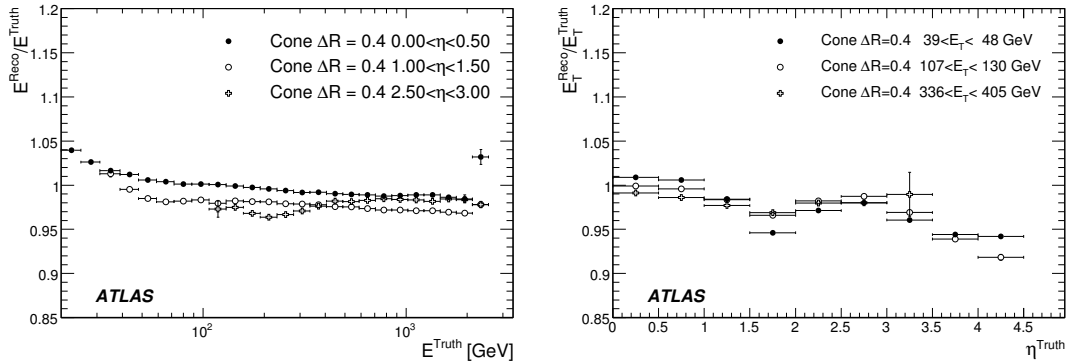 E^Reco/E^Truth
1.2
1.15
1.1
1.05
1
0.95
0.9
0.85
Cone ΔR = 0.4 0.00<η<0.50
Cone ΔR = 0.4 1.00<η<1.50
Cone ΔR = 0.4 2.50<η<3.00
ATLAS
10^2
10^3
E^Truth [GeV]
E_T^Reco/E_T^Truth
1.2
1.15
1.1
1.05
1
0.95
0.9
0.85
Cone ΔR=0.4 39<E_T< 48 GeV
Cone ΔR=0.4 107<E_T< 130 GeV
Cone ΔR=0.4 336<E_T< 405 GeV
ATLAS
0 0.5 1 1.5 2 2.5 3 3.5 4 4.5
η^Truth